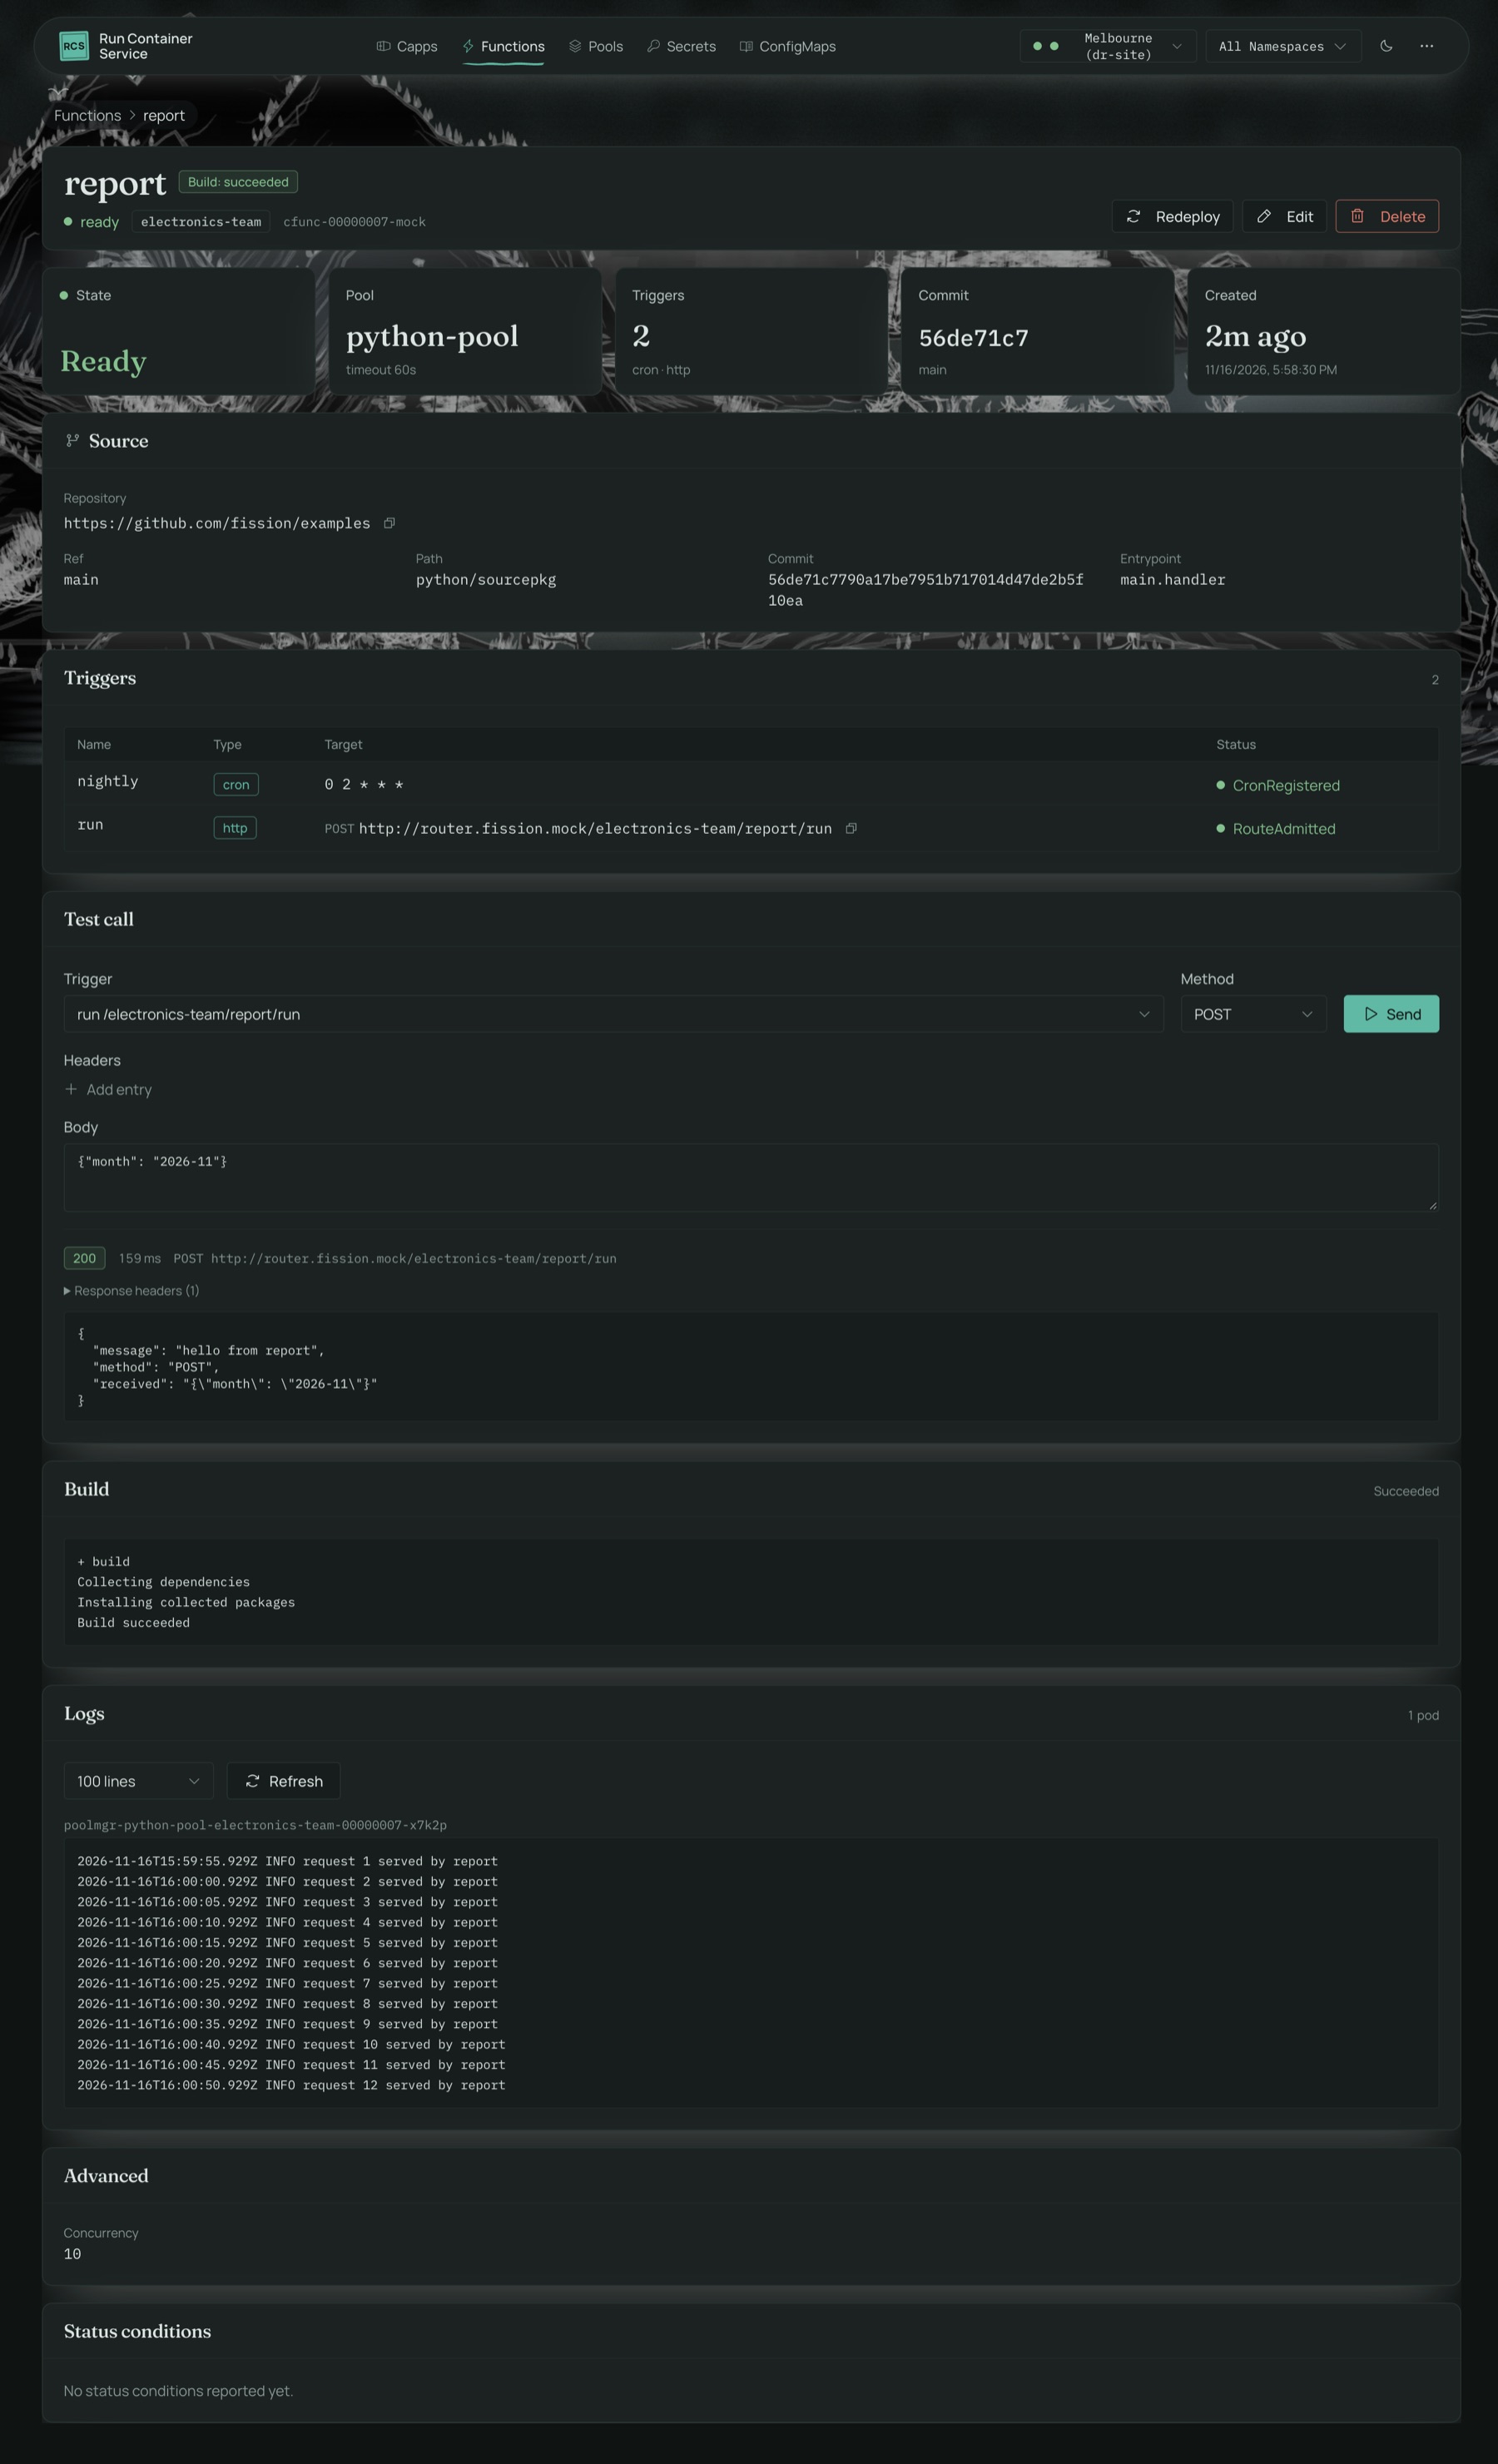 RCS
Run Container
Service
Capps
Functions
Pools
Secrets
ConfigMaps
Melbourne
(dr-site)
All Namespaces
Functions > report
report
Build: succeeded
ready
electronics-team
cfunc-00000007-mock
Redeploy
Edit
Delete
State
Ready
Pool
python-pool
timeout 60s
Triggers
2
cron · http
Commit
56de71c7
main
Created
2m ago
11/16/2026, 5:58:30 PM
Source
Repository
https://github.com/fission/examples
Ref
main
Path
python/sourcepkg
Commit
56de71c7790a17be7951b717014d47de2b5f
10ea
Entrypoint
main.handler
Triggers
2
Name Type Target Status
nightly cron 0 2 * * * CronRegistered
run http POST http://router.fission.mock/electronics-team/report/run RouteAdmitted
Test call
Trigger
run /electronics-team/report/run
Method
POST
Send
Headers
+ Add entry
Body
{"month": "2026-11"}
200 159 ms POST http://router.fission.mock/electronics-team/report/run
Response headers (1)
{
  "message": "hello from report",
  "method": "POST",
  "received": "{\"month\": \"2026-11\"}"
}
Build
Succeeded
+ build
Collecting dependencies
Installing collected packages
Build succeeded
Logs
1 pod
100 lines
Refresh
poolmgr-python-pool-electronics-team-00000007-x7k2p
2026-11-16T15:59:55.929Z INFO request 1 served by report
2026-11-16T16:00:00.929Z INFO request 2 served by report
2026-11-16T16:00:05.929Z INFO request 3 served by report
2026-11-16T16:00:10.929Z INFO request 4 served by report
2026-11-16T16:00:15.929Z INFO request 5 served by report
2026-11-16T16:00:20.929Z INFO request 6 served by report
2026-11-16T16:00:25.929Z INFO request 7 served by report
2026-11-16T16:00:30.929Z INFO request 8 served by report
2026-11-16T16:00:35.929Z INFO request 9 served by report
2026-11-16T16:00:40.929Z INFO request 10 served by report
2026-11-16T16:00:45.929Z INFO request 11 served by report
2026-11-16T16:00:50.929Z INFO request 12 served by report
Advanced
Concurrency
10
Status conditions
No status conditions reported yet.